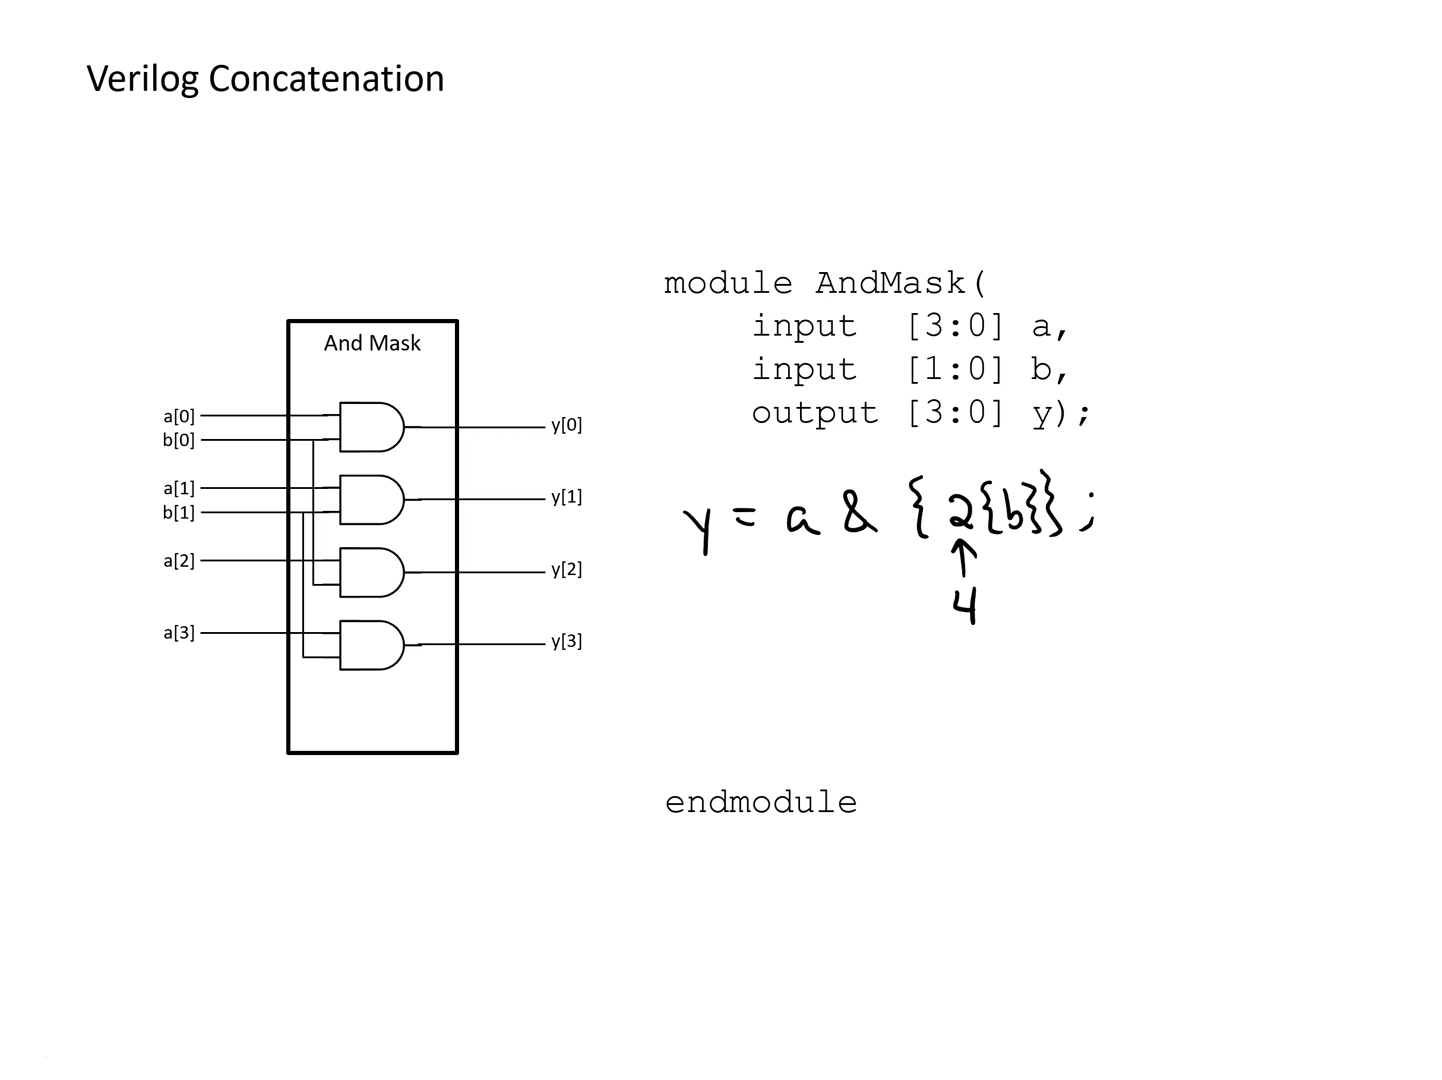 Verilog Concatenation
And Mask
a[0]
b[0]
y[0]
a[1]
b[1]
y[1]
a[2]
y[2]
a[3]
y[3]
module AndMask(
input [3:0] a,
input [1:0] b,
output [3:0] y);
y = a & { 2{b}} ;
4
endmodule